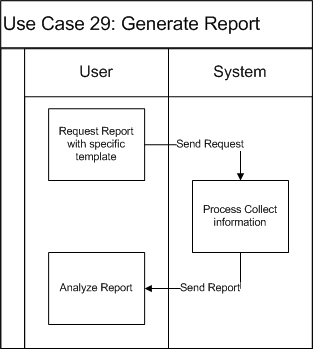 Use Case 29: Generate Report
User
System
Request Report
with specific
template
Send Request
Process Collect
information
Analyze Report
Send Report